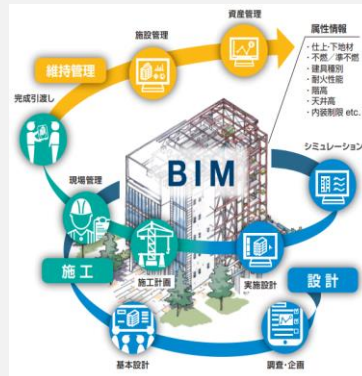 資産管理
施設管理
維持管理
属性情報
・仕上・下地材
・不燃／準不燃
・建具種別
・耐火性能
・階高
・天井高
・内装制限 etc.
完成引渡し
シミュレーション
BIM
現場管理
施工
施工計画
実施設計
設計
基本設計
調査・企画